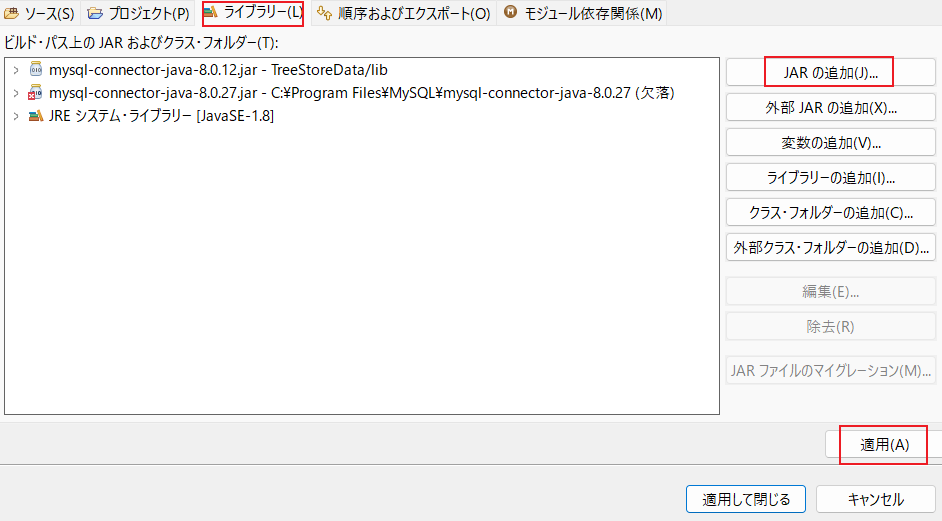 ソース(S) プロジェクト(P) ライブラリー(L) 順序およびエクスポート(O) モジュール依存関係(M)
ビルド・パス上の JAR およびクラス・フォルダー(T):
mysql-connector-java-8.0.12.jar - TreeStoreData/lib
mysql-connector-java-8.0.27.jar - C:¥Program Files¥MySQL¥mysql-connector-java-8.0.27 (欠落)
JRE システム・ライブラリー [JavaSE-1.8]
JAR の追加(J)...
外部 JAR の追加(X)...
変数の追加(V)...
ライブラリーの追加(I)...
クラス・フォルダーの追加(C)...
外部クラス・フォルダーの追加(D)...
編集(E)...
除去(R)
JAR ファイルのマイグレーション(M)...
適用(A)
適用して閉じる キャンセル